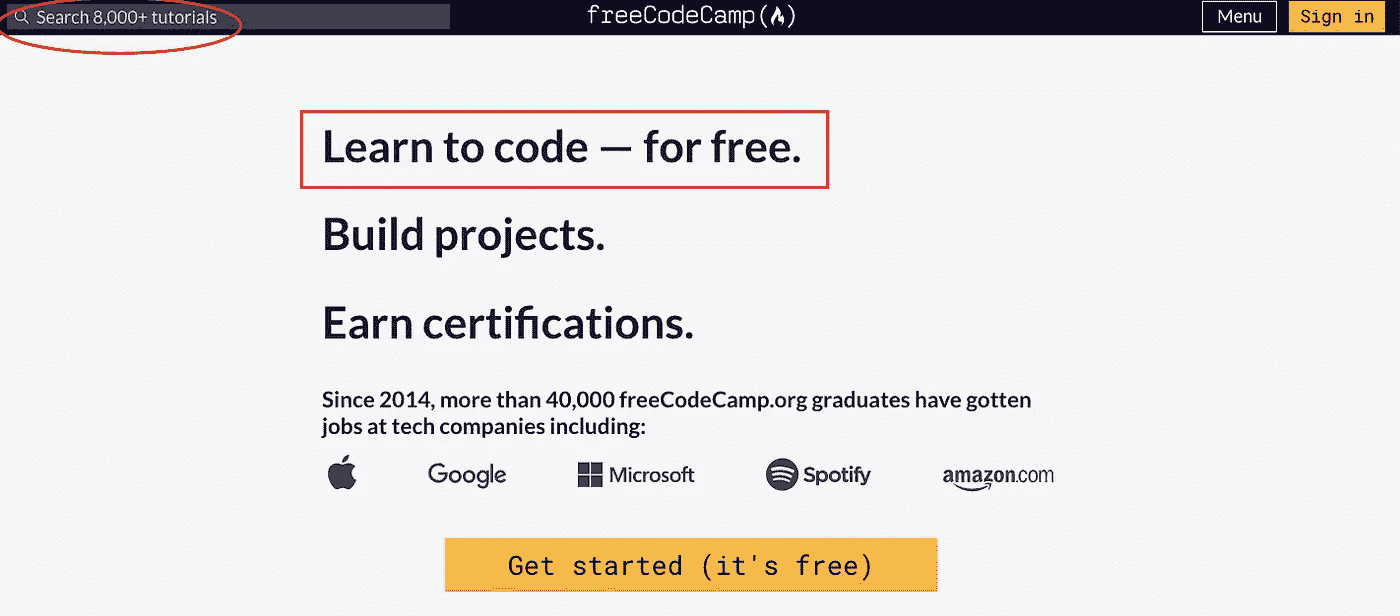 Search 8,000+ tutorials
freeCodeCamp(🔥)
Menu
Sign in
Learn to code — for free.
Build projects.
Earn certifications.
Since 2014, more than 40,000 freeCodeCamp.org graduates have gotten
jobs at tech companies including:
Google
Microsoft
Spotify
amazon.com
Get started (it's free)